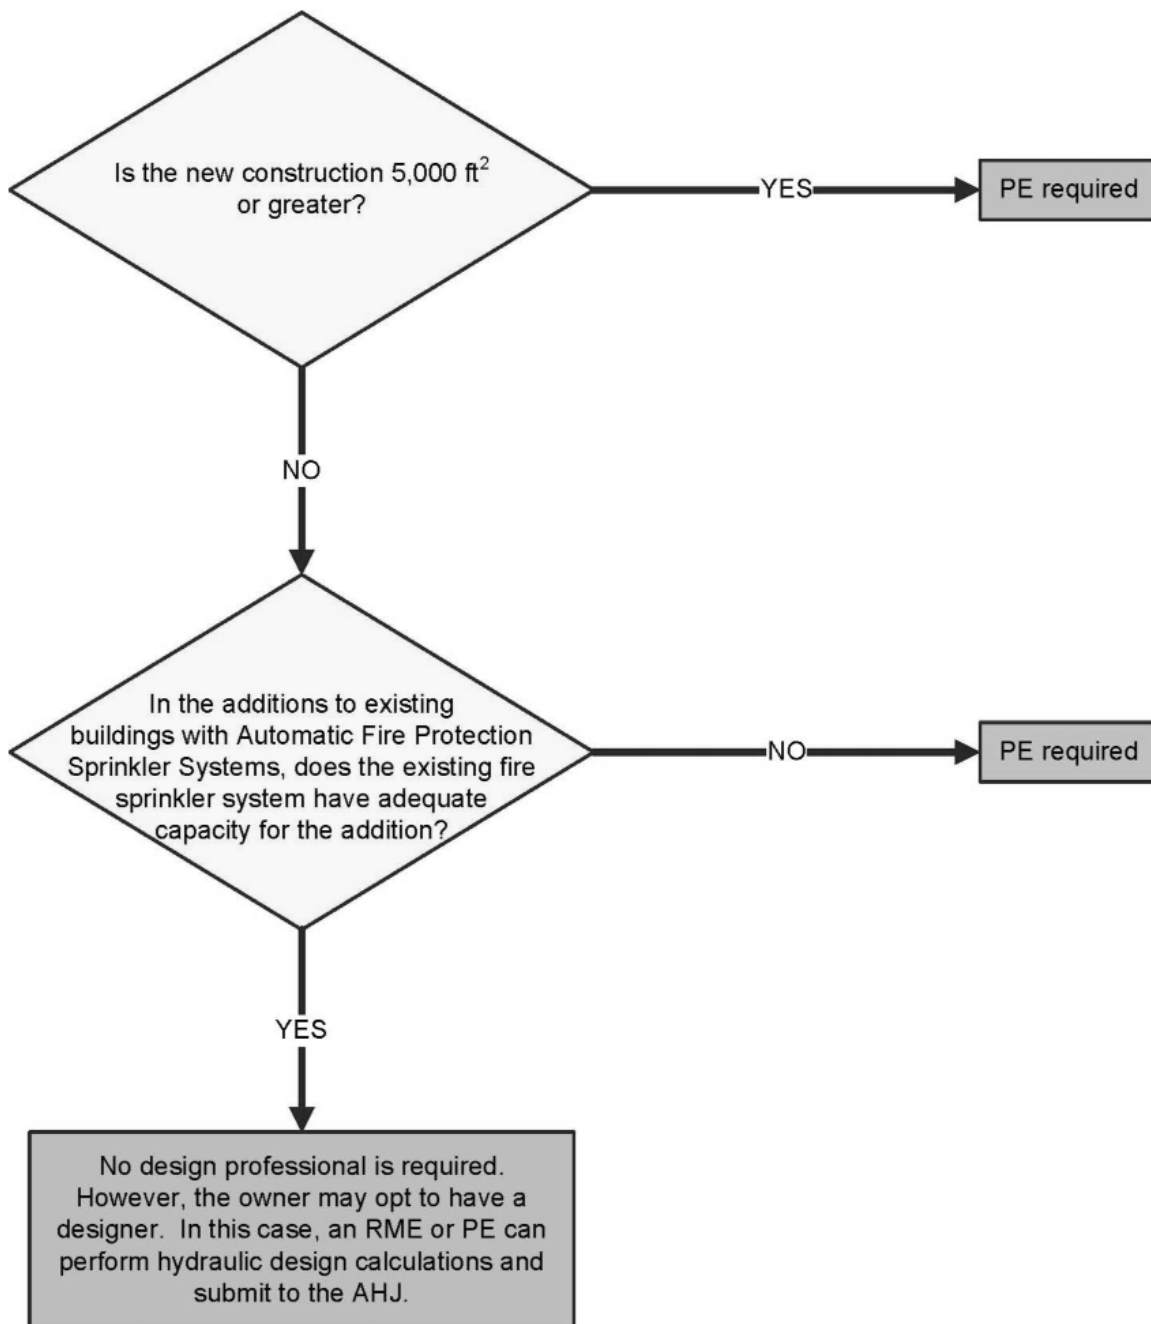 Is the new construction 5,000 ft²
or greater?
YES
PE required
NO
In the additions to existing
buildings with Automatic Fire Protection
Sprinkler Systems, does the existing fire
sprinkler system have adequate
capacity for the addition?
NO
PE required
YES
No design professional is required.
However, the owner may opt to have a
designer.  In this case, an RME or PE can
perform hydraulic design calculations and
submit to the AHJ.